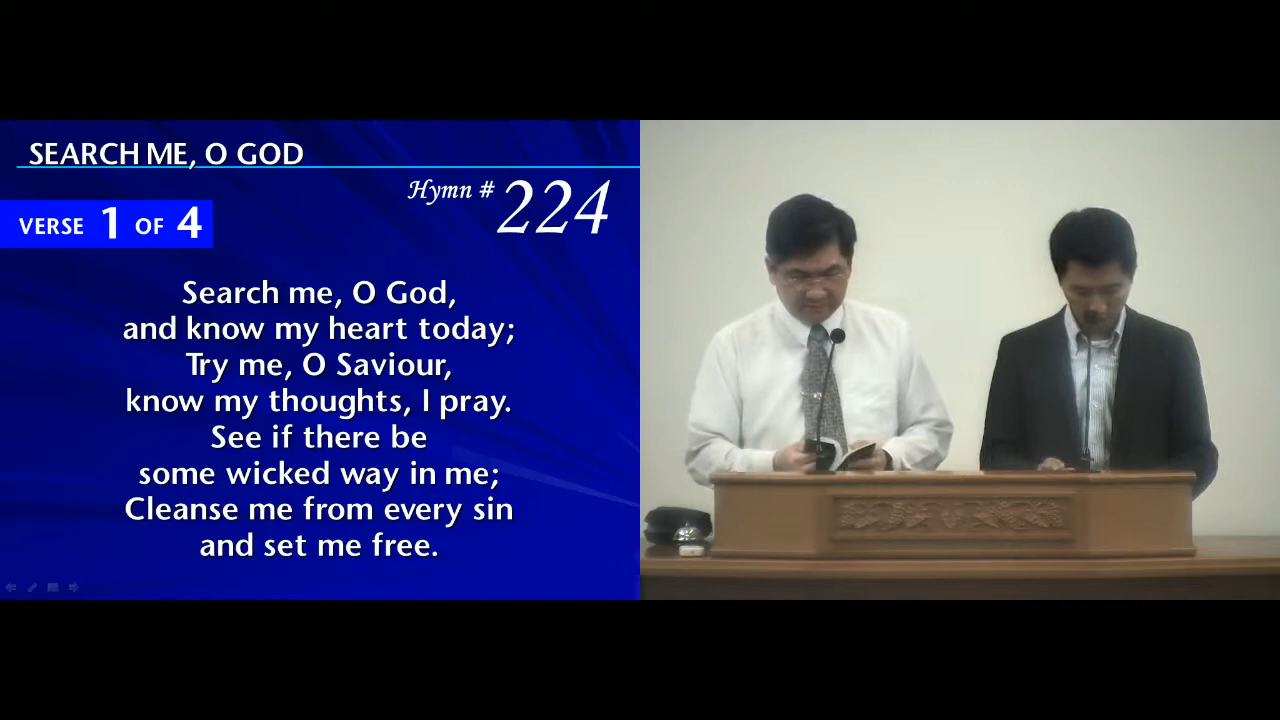 SEARCH ME, O GOD
Hymn # 224
VERSE 1 OF 4
Search me, O God,
and know my heart today;
Try me, O Saviour,
know my thoughts, I pray.
See if there be
some wicked way in me;
Cleanse me from every sin
and set me free.